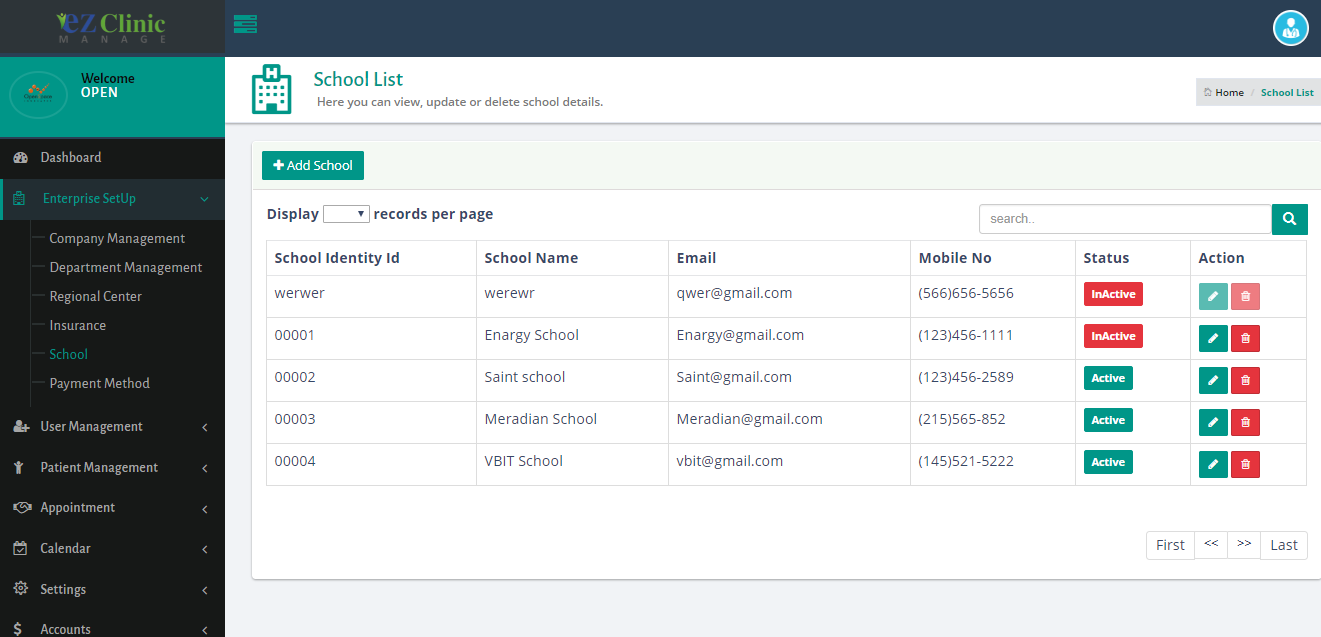 eZ Clinic
MANAGE
Welcome
OPEN
Dashboard
Enterprise SetUp
Company Management
Department Management
Regional Center
Insurance
School
Payment Method
User Management
Patient Management
Appointment
Calendar
Settings
Accounts
School List
Here you can view, update or delete school details.
Home / School List
Add School
Display records per page
search..
School Identity Id School Name Email Mobile No Status Action
werwer werewr qwer@gmail.com (566)656-5656 InActive
00001 Enargy School Enargy@gmail.com (123)456-1111 InActive
00002 Saint school Saint@gmail.com (123)456-2589 Active
00003 Meradian School Meradian@gmail.com (215)565-852 Active
00004 VBIT School vbit@gmail.com (145)521-5222 Active
First << >> Last